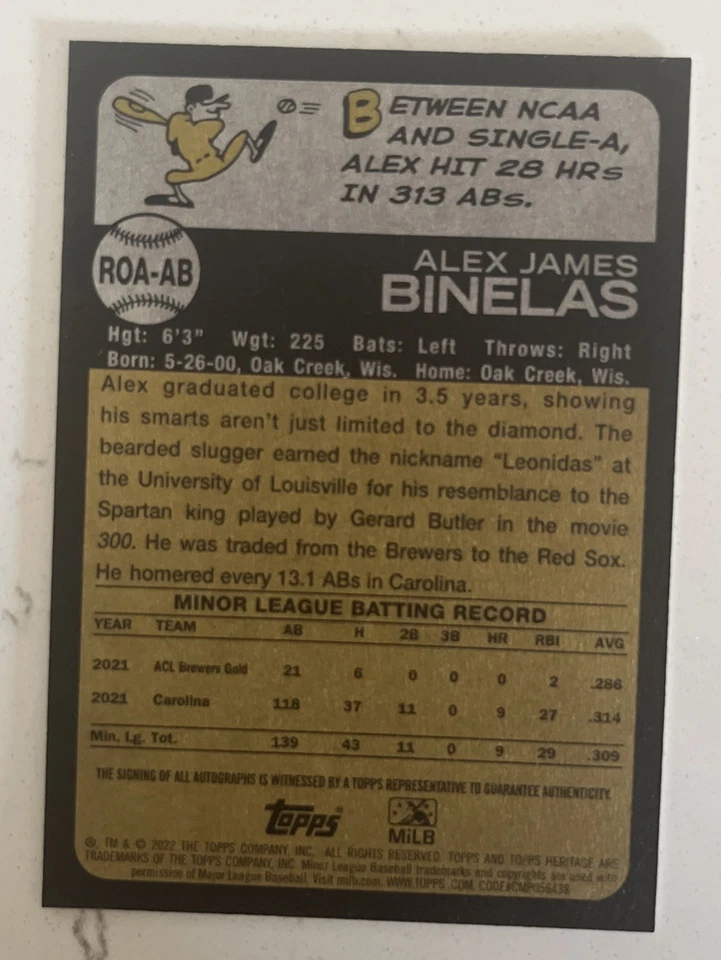 BETWEEN NCAA
AND SINGLE-A,
ALEX HIT 28 HRs
IN 313 ABs.
ROA-AB
ALEX JAMES
BINELAS
Hgt: 6'3" Wgt: 225 Bats: Left Throws: Right
Born: 5-26-00, Oak Creek, Wis. Home: Oak Creek, Wis.
Alex graduated college in 3.5 years, showing
his smarts aren't just limited to the diamond. The
bearded slugger earned the nickname "Leonidas" at
the University of Louisville for his resemblance to the
Spartan king played by Gerard Butler in the movie
300. He was traded from the Brewers to the Red Sox.
He homered every 13.1 ABs in Carolina.
MINOR LEAGUE BATTING RECORD
YEAR TEAM AB H 2B 3B HR RBI AVG
2021 ACL Brewers Gold 21 6 0 0 0 2 .286
2021 Carolina 118 37 11 0 9 27 .314
Min. Lg. Tot. 139 43 11 0 9 29 .309
THE SIGNING OF ALL AUTOGRAPHS IS WITNESSED BY A TOPPS REPRESENTATIVE TO GUARANTEE AUTHENTICITY.
Topps MiLB
®, TM & © 2022 THE TOPPS COMPANY, INC. ALL RIGHTS RESERVED. TOPPS AND TOPPS HERITAGE ARE
TRADEMARKS OF THE TOPPS COMPANY, INC. Minor League Baseball trademarks and copyrights are used with
permission of Major League Baseball. Visit milb.com. WWW.TOPPS.COM. CODE#CMP056438